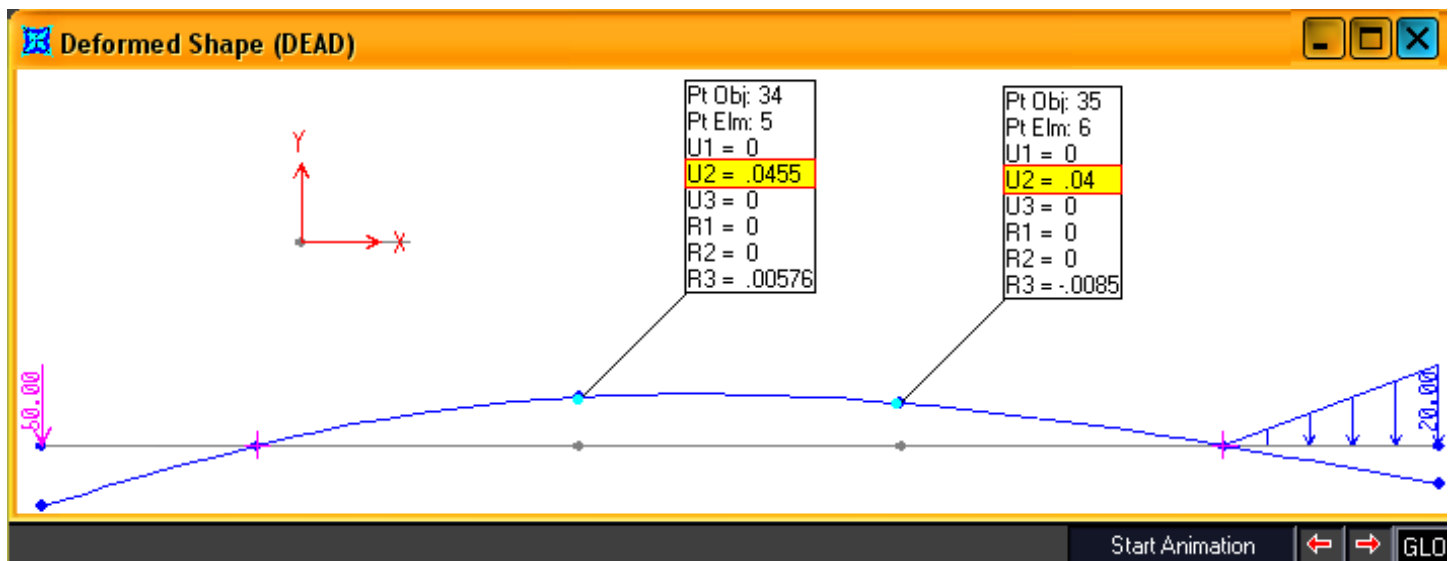 Deformed Shape (DEAD)
Pt Obj: 34
Pt Elm: 5
U1 = 0
U2 = .0455
U3 = 0
R1 = 0
R2 = 0
R3 = .00576
Pt Obj: 35
Pt Elm: 6
U1 = 0
U2 = .04
U3 = 0
R1 = 0
R2 = 0
R3 = -.0085
Y
X
50.00
20.00
Start Animation
GLO